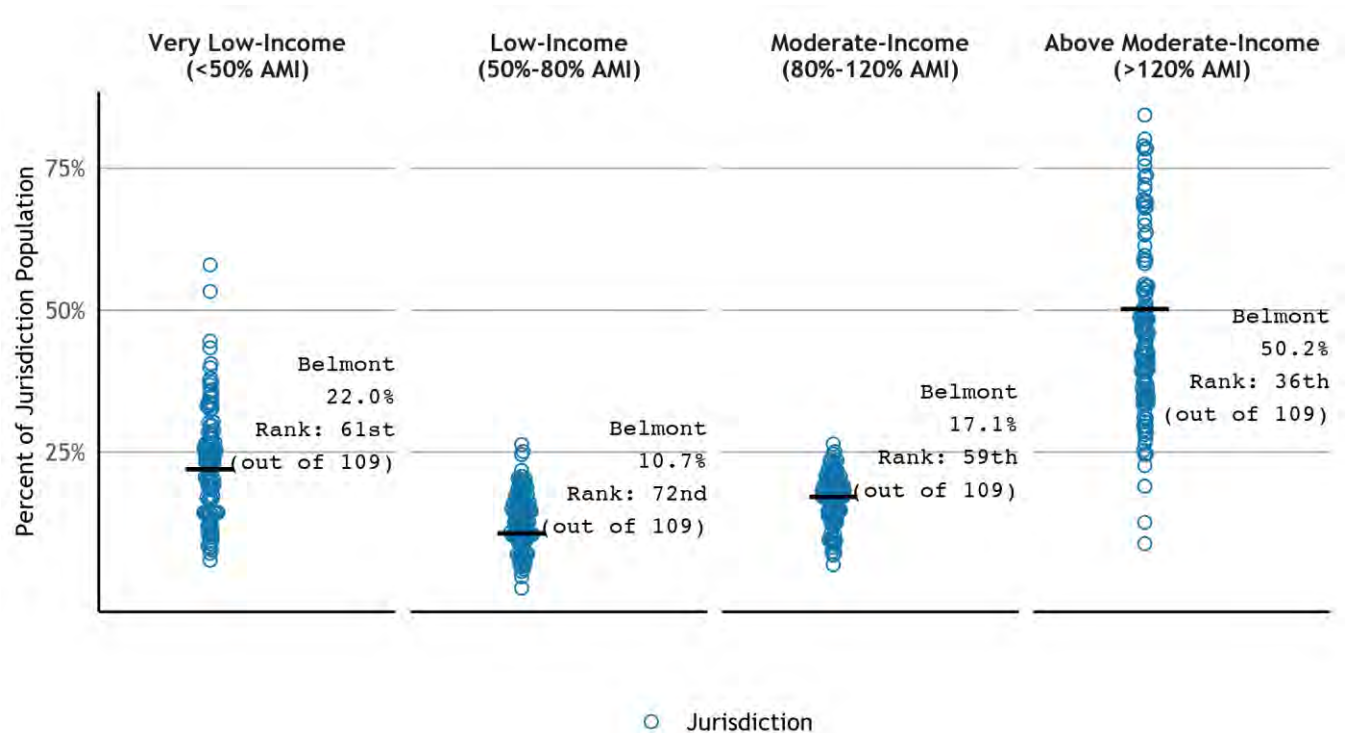 Very Low-Income
(<50% AMI)
Low-Income
(50%-80% AMI)
Moderate-Income
(80%-120% AMI)
Above Moderate-Income
(>120% AMI)
Percent of Jurisdiction Population
75%
50%
25%
Belmont
22.0%
Rank: 61st
(out of 109)
Belmont
10.7%
Rank: 72nd
(out of 109)
Belmont
17.1%
Rank: 59th
(out of 109)
Belmont
50.2%
Rank: 36th
(out of 109)
Jurisdiction